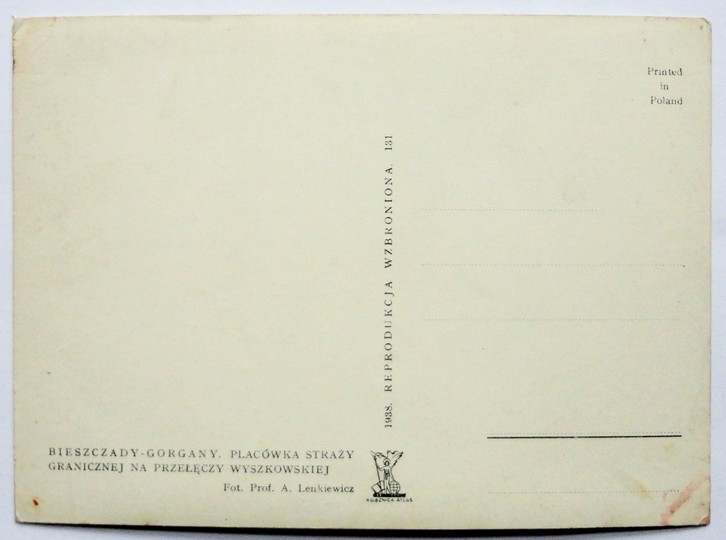 Printed
in
Poland
1938. REPRODUKCJA WZBRONIONA. 131
BIESZCZADY-GORGANY. PLACÓWKA STRAŻY
GRANICZNEJ NA PRZEŁĘCZY WYSZKOWSKIEJ
Fot. Prof. A. Lenkiewicz
KSIĄŻNICA ATLAS